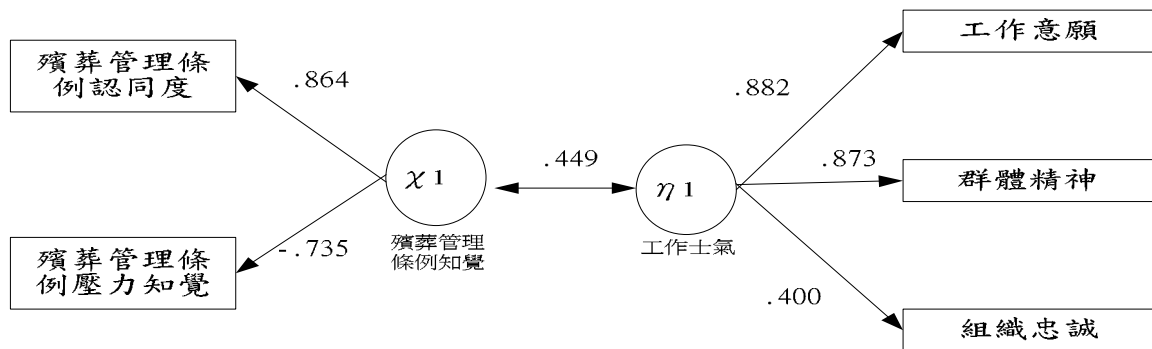 殯葬管理條
例認同度
.864
殯葬管理條
例壓力知覺
-.735
χ1
殯葬管理
條例知覺
.449
η1
工作士氣
.882
工作意願
.873
群體精神
.400
組織忠誠